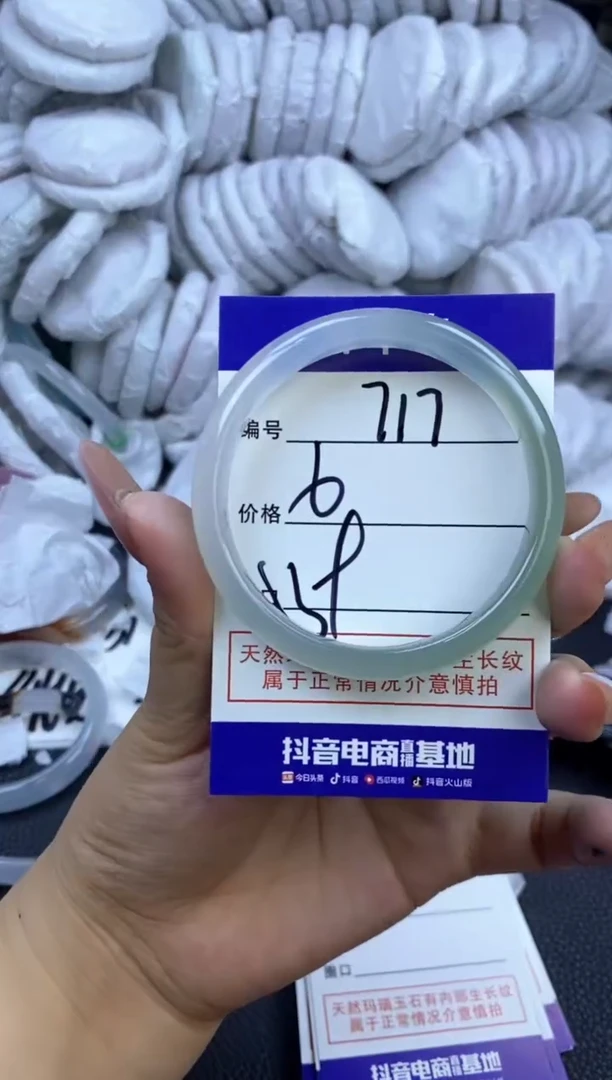 编号 717
价格 6
天然 生长纹
属于正常情况介意慎拍
抖音电商直播基地
今日头条 抖音 西瓜视频 抖音火山版
圈口
天然玛瑙玉石有内部生长纹
属于正常情况介意慎拍
抖音电商直播基地